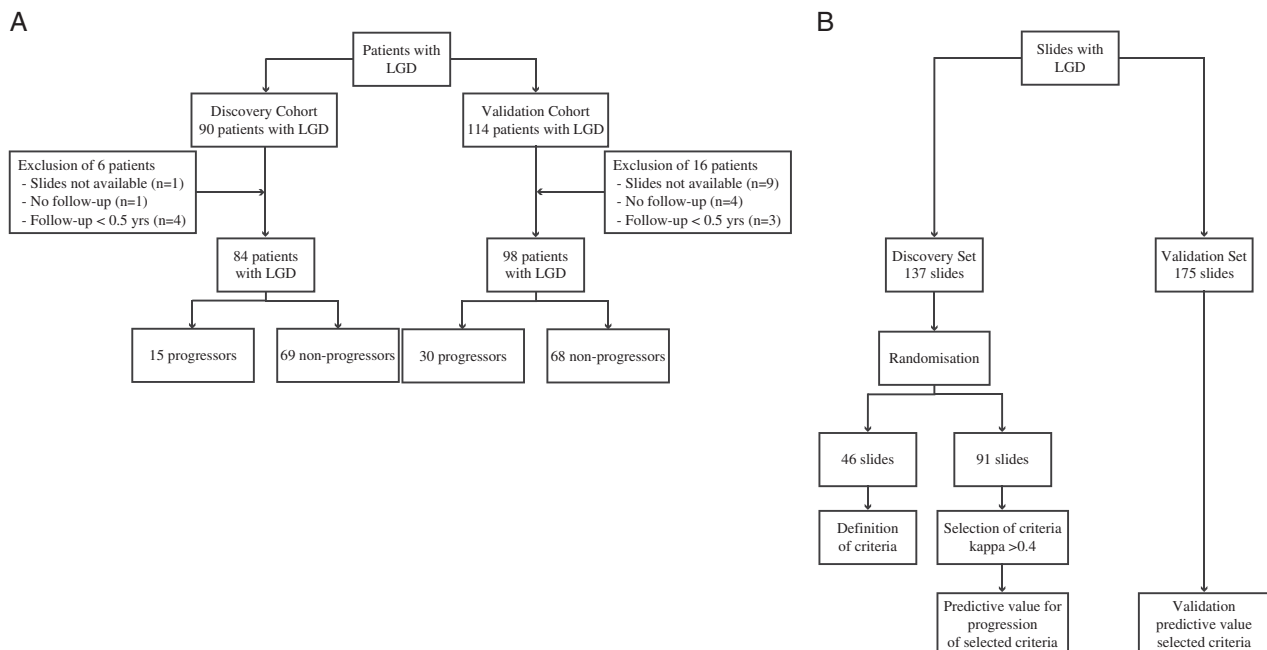 A
Patients with
LGD
Discovery Cohort
90 patients with LGD
Validation Cohort
114 patients with LGD
Exclusion of 6 patients
- Slides not available (n=1)
- No follow-up (n=1)
- Follow-up < 0.5 yrs (n=4)
Exclusion of 16 patients
- Slides not available (n=9)
- No follow-up (n=4)
- Follow-up < 0.5 yrs (n=3)
84 patients
with LGD
98 patients
with LGD
15 progressors
69 non-progressors
30 progressors
68 non-progressors
B
Slides with
LGD
Discovery Set
137 slides
Validation Set
175 slides
Randomisation
46 slides
91 slides
Definition
of criteria
Selection of criteria
kappa >0.4
Predictive value for
progression
of selected criteria
Validation
predictive value
selected criteria